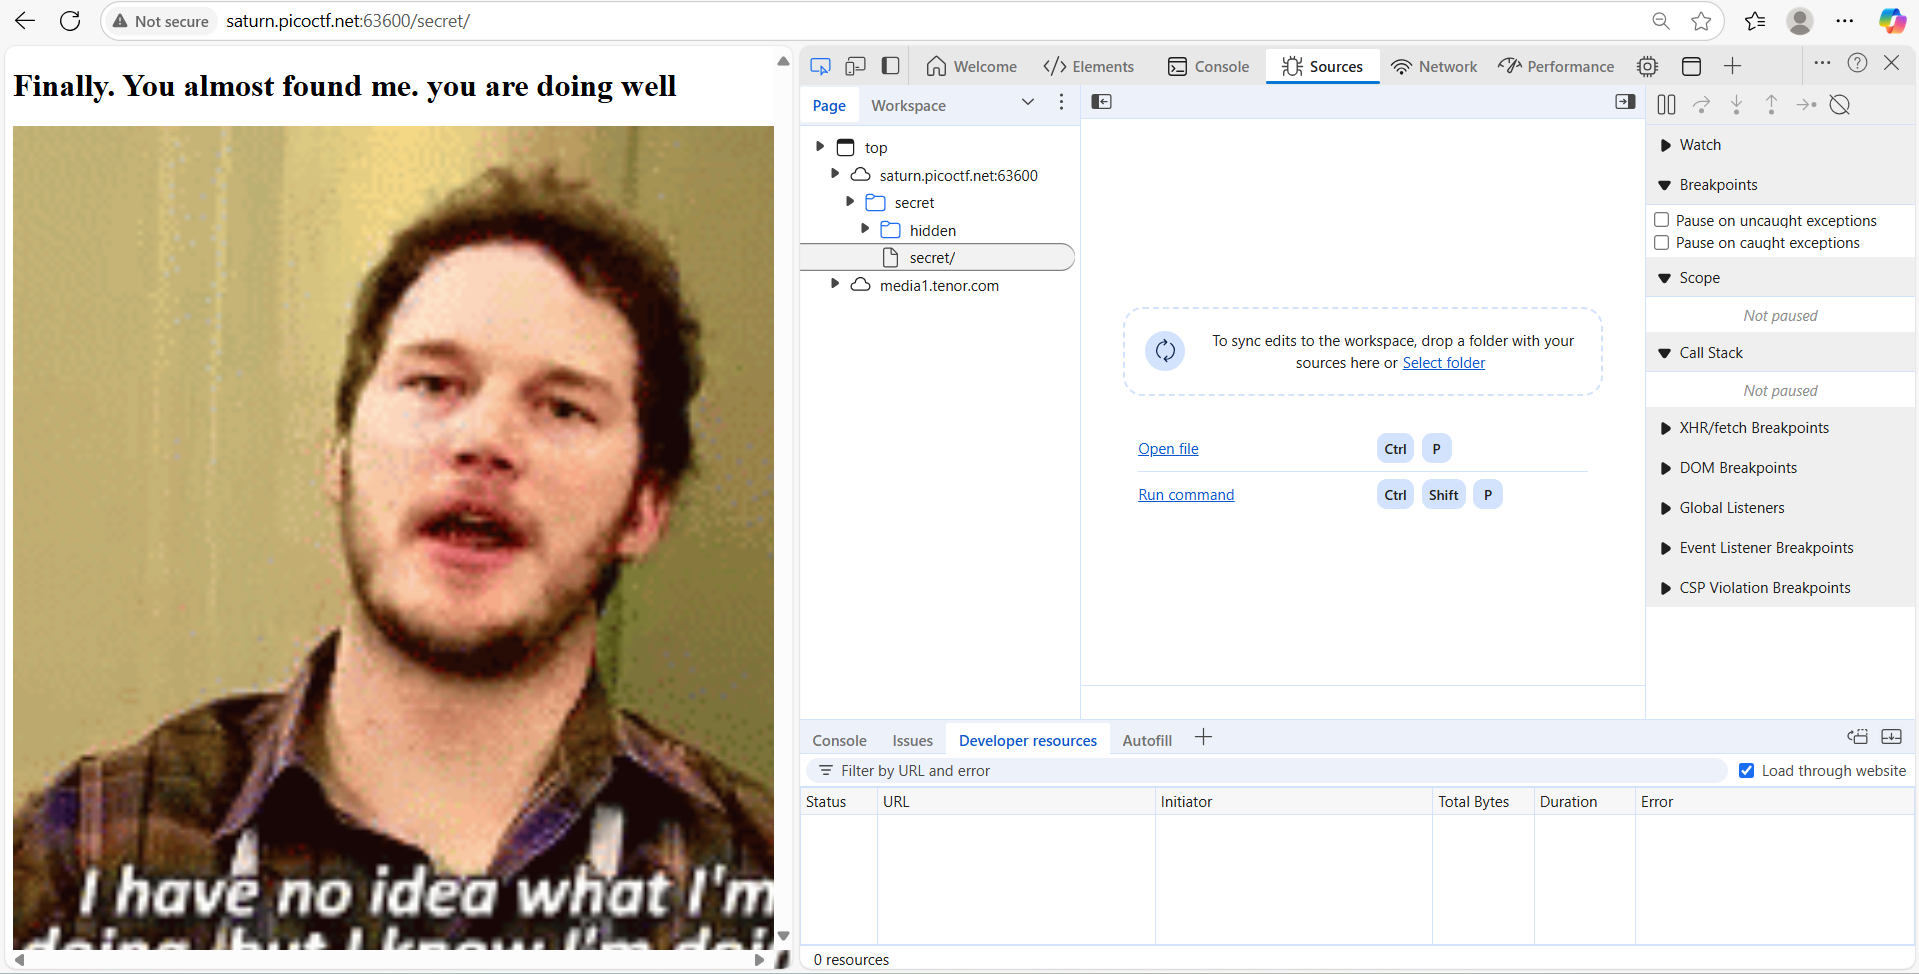 Not secure
saturn.picoctf.net:63600/secret/
Finally. You almost found me. you are doing well
I have no idea what I'm
Welcome
Elements
Console
Sources
Network
Performance
Page
Workspace
top
saturn.picoctf.net:63600
secret
hidden
secret/
media1.tenor.com
To sync edits to the workspace, drop a folder with your
sources here or Select folder
Open file Ctrl P
Run command Ctrl Shift P
Watch
Breakpoints
Pause on uncaught exceptions
Pause on caught exceptions
Scope
Not paused
Call Stack
Not paused
XHR/fetch Breakpoints
DOM Breakpoints
Global Listeners
Event Listener Breakpoints
CSP Violation Breakpoints
Console
Issues
Developer resources
Autofill
Filter by URL and error
Load through website
Status
URL
Initiator
Total Bytes
Duration
Error
0 resources